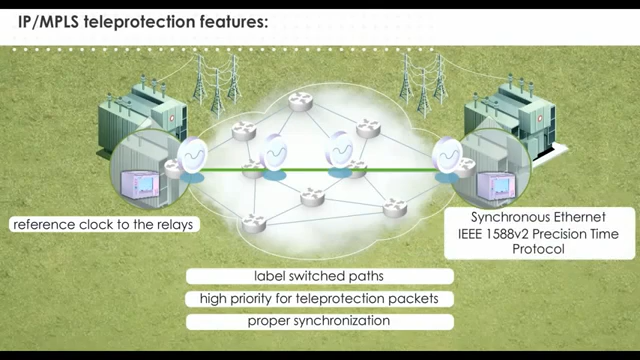 IP/MPLS teleprotection features:
reference clock to the relays
Synchronous Ethernet
IEEE 1588v2 Precision Time
Protocol
label switched paths
high priority for teleprotection packets
proper synchronization